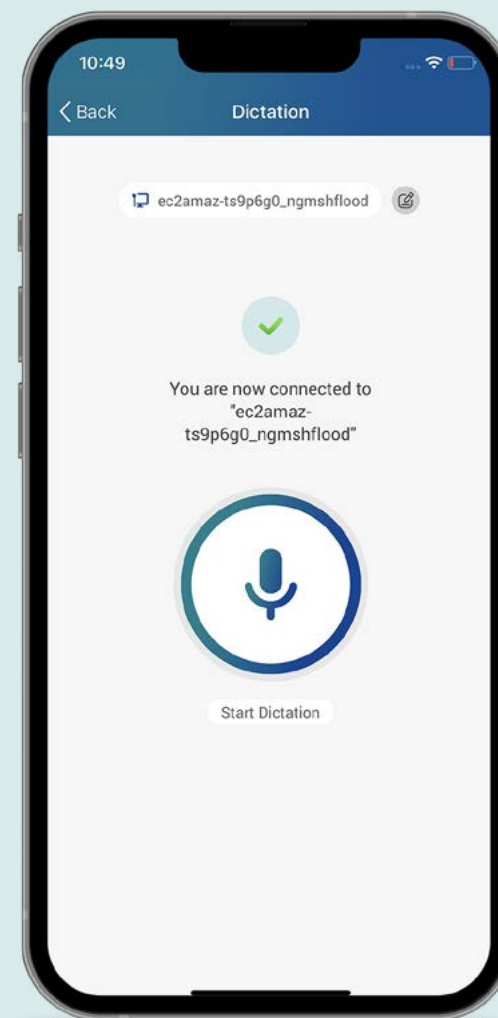 10:49
Back
Dictation
ec2amaz-ts9p6g0_ngmshflood
You are now connected to
"ec2amaz-
ts9p6g0_ngmshflood"
Start Dictation